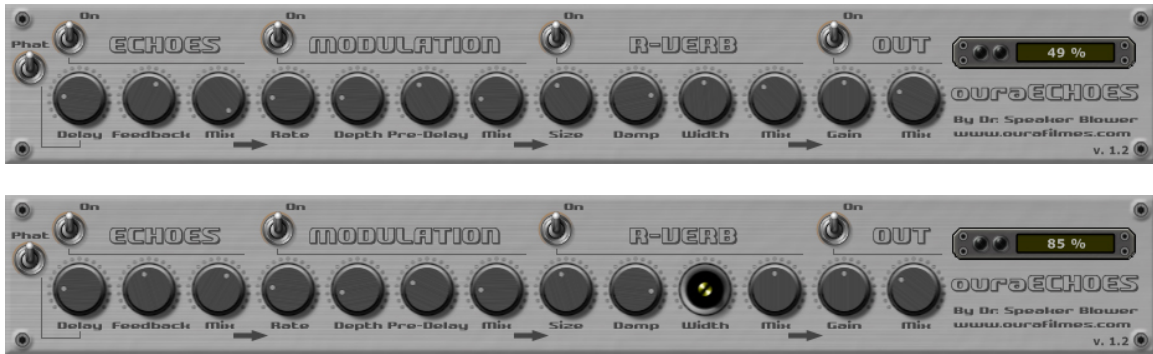 On On On On
Phat ECHOES MODULATION R-VERB OUT 49 %
ouraECHOES
Delay Feedback Mix Rate Depth Pre-Delay Mix Size Damp Width Mix Gain Mix
By Dr. Speaker Blower
www.ourafilmes.com
v. 1.2
On On On On
Phat ECHOES MODULATION R-VERB OUT 85 %
ouraECHOES
Delay Feedback Mix Rate Depth Pre-Delay Mix Size Damp Width Mix Gain Mix
By Dr. Speaker Blower
www.ourafilmes.com
v. 1.2